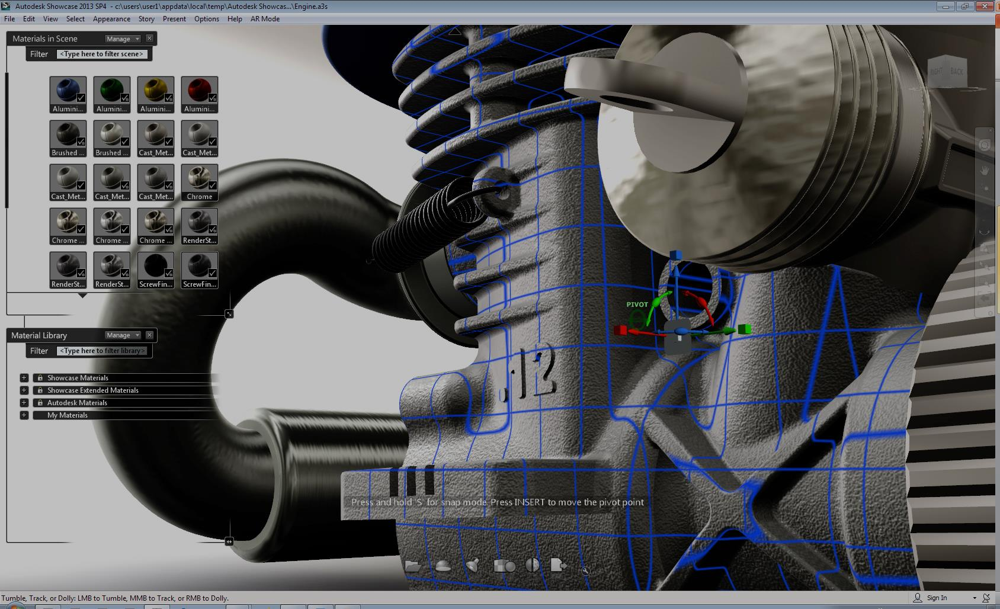 Autodesk Showcase 2013 SP4 - c:\users\user1\appdata\local\temp\Autodesk Showcas...\Engine.a3s
File Edit View Select Appearance Story Present Options Help AR Mode
Materials in Scene Manage
Filter <Type here to filter scene>
Alumini... Alumini... Alumini... Alumini...
Brushed ... Brushed ... Cast_Met... Cast_Met...
Cast_Met... Cast_Met... Cast_Met... Chrome
Chrome ... Chrome ... Chrome ... RenderSt...
RenderSt... RenderSt... ScrewFin... ScrewFin...
Material Library Manage
Filter <Type here to filter library>
Showcase Materials
Showcase Extended Materials
Autodesk Materials
My Materials
RIGHT BACK
PIVOT
.12
Press and hold 'S' for snap mode. Press INSERT to move the pivot point
Tumble, Track, or Dolly: LMB to Tumble, MMB to Track, or RMB to Dolly.
Sign In